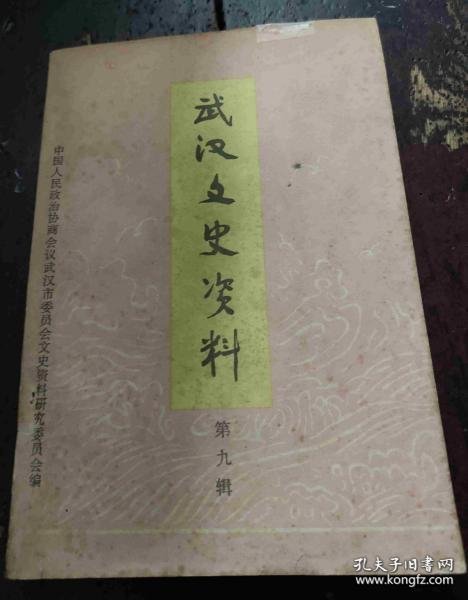 武汉文史资料
第九辑
中国人民政治协商会议武汉市委员会文史资料研究委员会编
孔夫子旧书网
www.kongfz.com